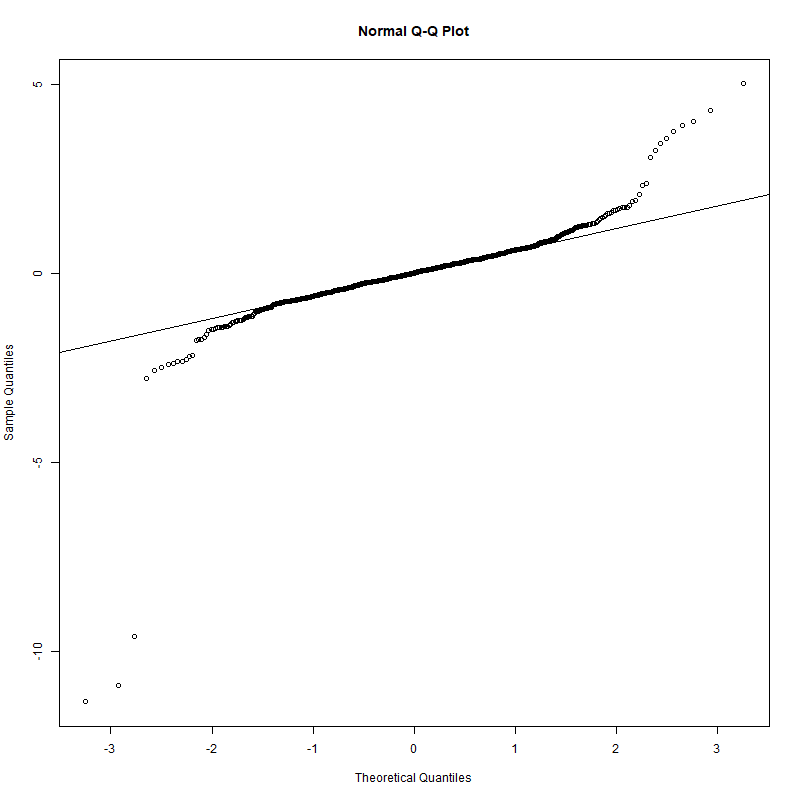 Normal Q-Q Plot
5
0
-5
-10
Sample Quantiles
-3 -2 -1 0 1 2 3
Theoretical Quantiles